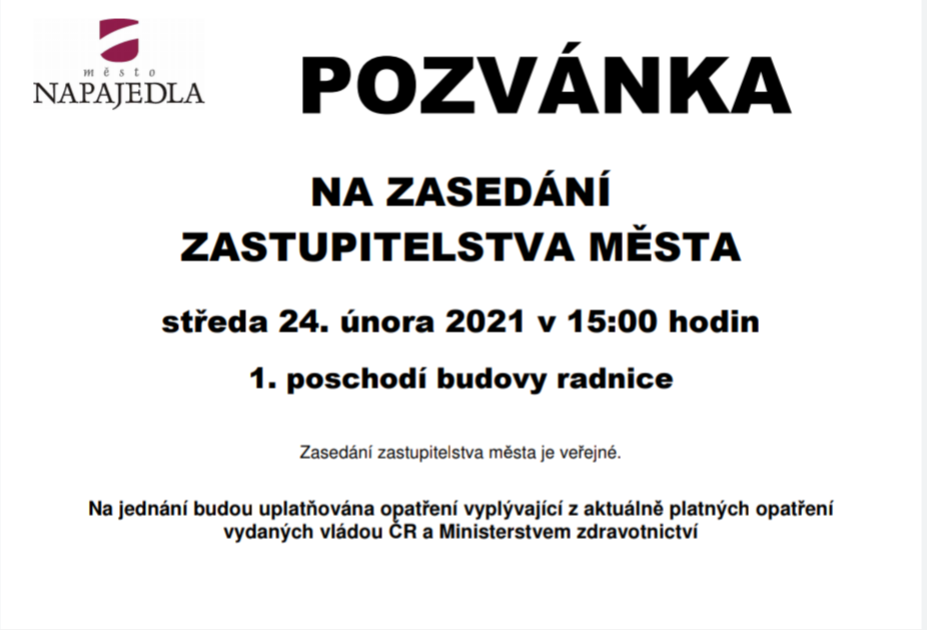 město
NAPAJEDLA
POZVÁNKA
NA ZASEDÁNÍ
ZASTUPITELSTVA MĚSTA
středa 24. února 2021 v 15:00 hodin
1. poschodí budovy radnice
Zasedání zastupitelstva města je veřejné.
Na jednání budou uplatňována opatření vyplývající z aktuálně platných opatření
vydaných vládou ČR a Ministerstvem zdravotnictví